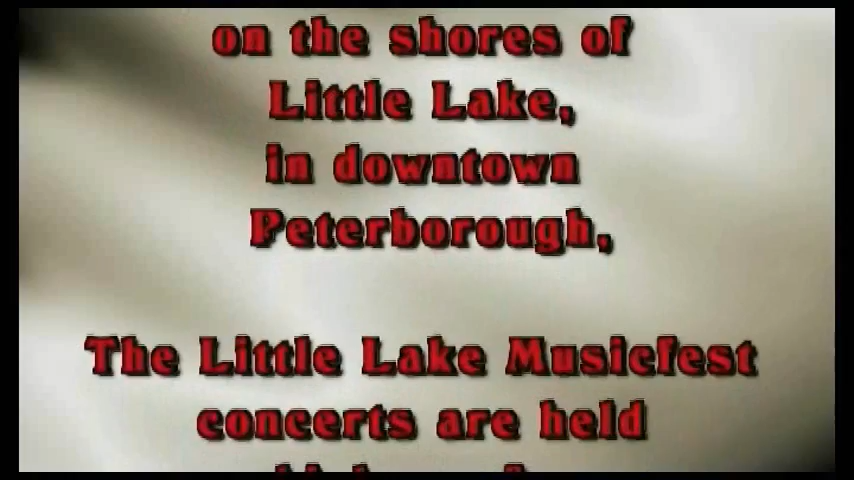 on the shores of
Little Lake,
in downtown
Peterborough,
The Little Lake Musicfest
concerts are held